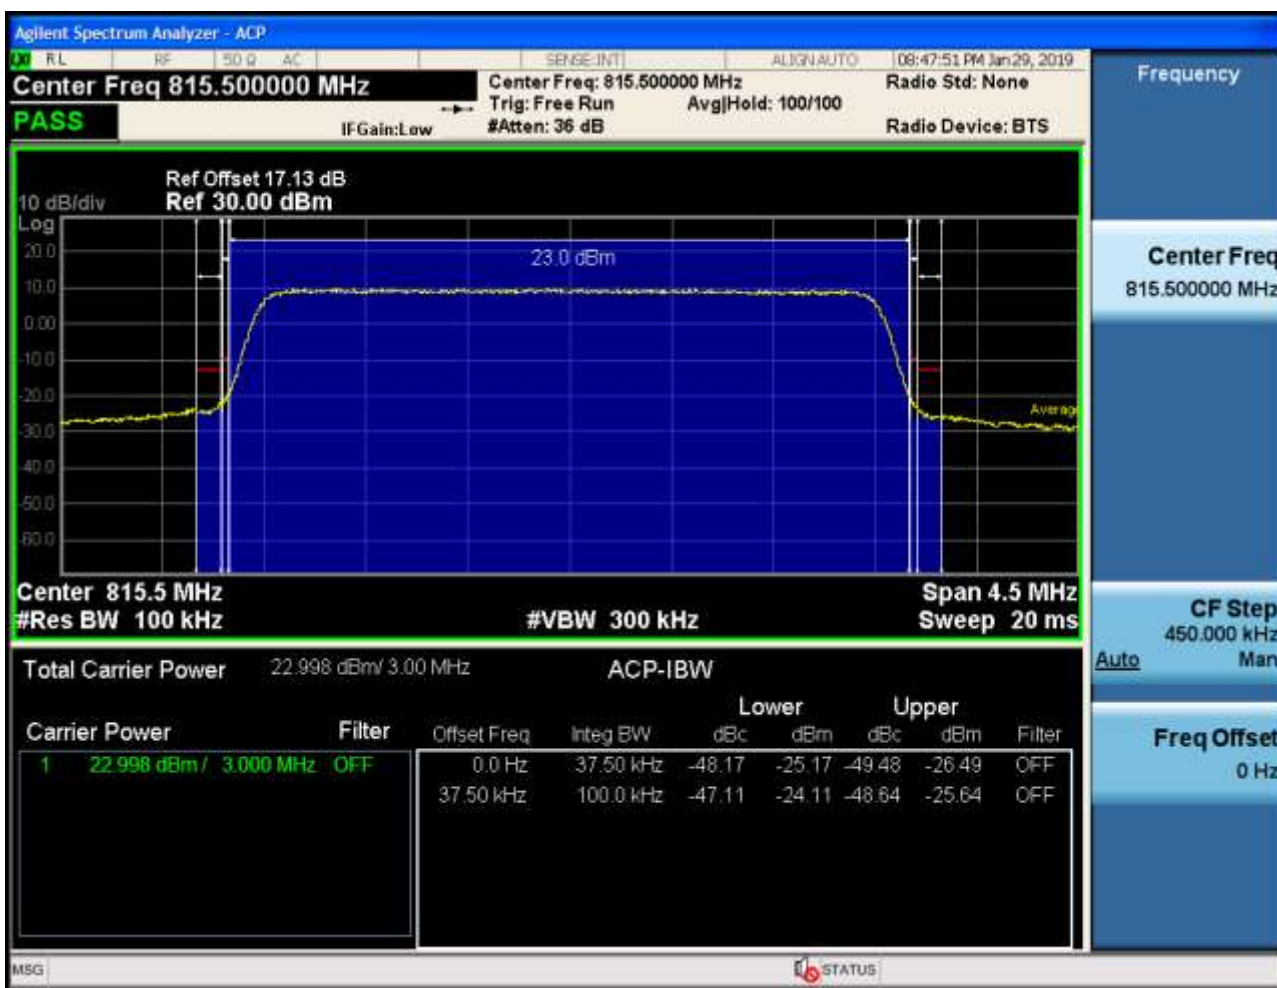 Agilent Spectrum Analyzer - ACP
RL RF 50 Ω AC SENSE:INT ALIGNAUTO 08:47:51 PM Jan 29, 2019
Center Freq 815.500000 MHz
Center Freq: 815.500000 MHz
Radio Std: None
Trig: Free Run Avg|Hold: 100/100
PASS
IFGain:Low #Atten: 36 dB
Radio Device: BTS
Ref Offset 17.13 dB
10 dB/div Ref 30.00 dBm
Log
20.0
10.0
0.00
-10.0
-20.0
-30.0
-40.0
-50.0
-60.0
23.0 dBm
Average
Center 815.5 MHz Span 4.5 MHz
#Res BW 100 kHz #VBW 300 kHz Sweep 20 ms
Total Carrier Power 22.998 dBm/ 3.00 MHz ACP-IBW
Lower Upper
Carrier Power Filter Offset Freq Integ BW dBc dBm dBc dBm Filter
1 22.998 dBm / 3.000 MHz OFF 0.0 Hz 37.50 kHz -48.17 -25.17 -49.48 -26.49 OFF
37.50 kHz 100.0 kHz -47.11 -24.11 -48.64 -25.64 OFF
MSG STATUS
Frequency
Center Freq
815.500000 MHz
CF Step
450.000 kHz
Auto Man
Freq Offset
0 Hz